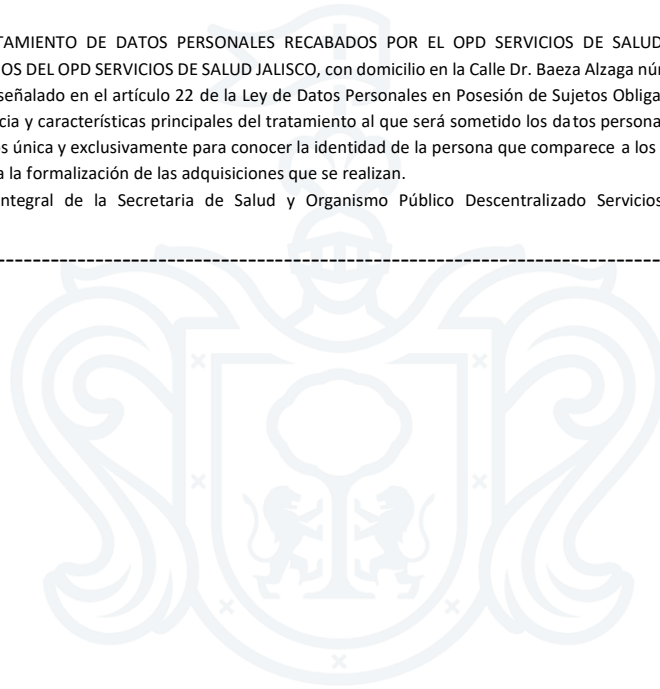 TAMIENTO DE DATOS PERSONALES RECABADOS POR EL OPD SERVICIOS DE SALUD
OS DEL OPD SERVICIOS DE SALUD JALISCO, con domicilio en la Calle Dr. Baeza Alzaga nú
señalado en el artículo 22 de la Ley de Datos Personales en Posesión de Sujetos Obliga
cia y características principales del tratamiento al que será sometido los datos persona
s única y exclusivamente para conocer la identidad de la persona que comparece a los
a la formalización de las adquisiciones que se realizan.
ntegral de la Secretaria de Salud y Organismo Público Descentralizado Servicios